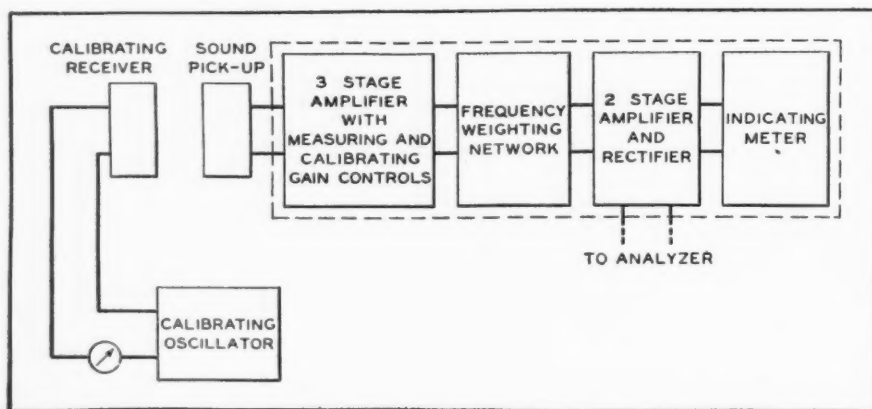 CALIBRATING
RECEIVER
SOUND
PICK-UP
3 STAGE
AMPLIFIER
WITH
MEASURING AND
CALIBRATING
GAIN CONTROLS
FREQUENCY
WEIGHTING
NETWORK
2 STAGE
AMPLIFIER
AND
RECTIFIER
INDICATING
METER
TO ANALYZER
CALIBRATING
OSCILLATOR